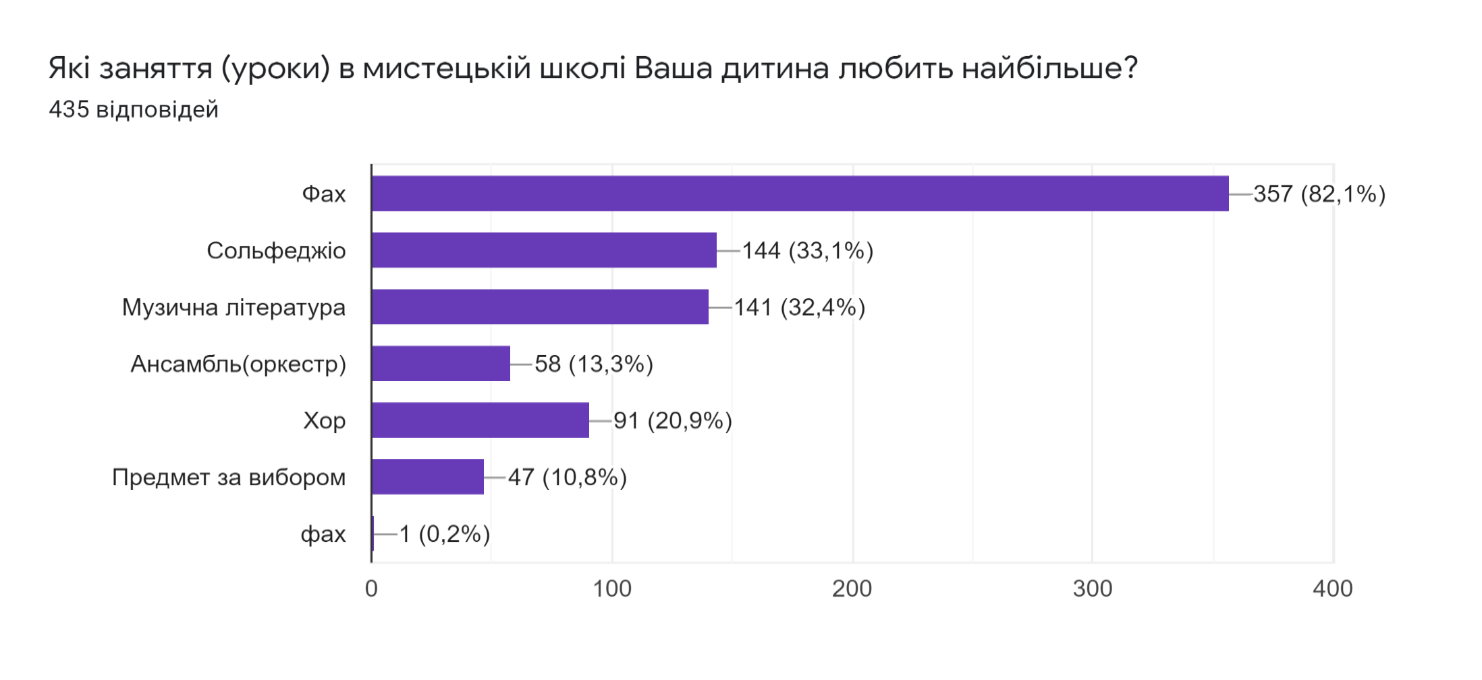 Які заняття (уроки) в мистецькій школі Ваша дитина любить найбільше?
435 відповідей
Фах 357 (82,1%)
Сольфеджіо 144 (33,1%)
Музична література 141 (32,4%)
Ансамбль(оркестр) 58 (13,3%)
Хор 91 (20,9%)
Предмет за вибором 47 (10,8%)
фах 1 (0,2%)
0 100 200 300 400